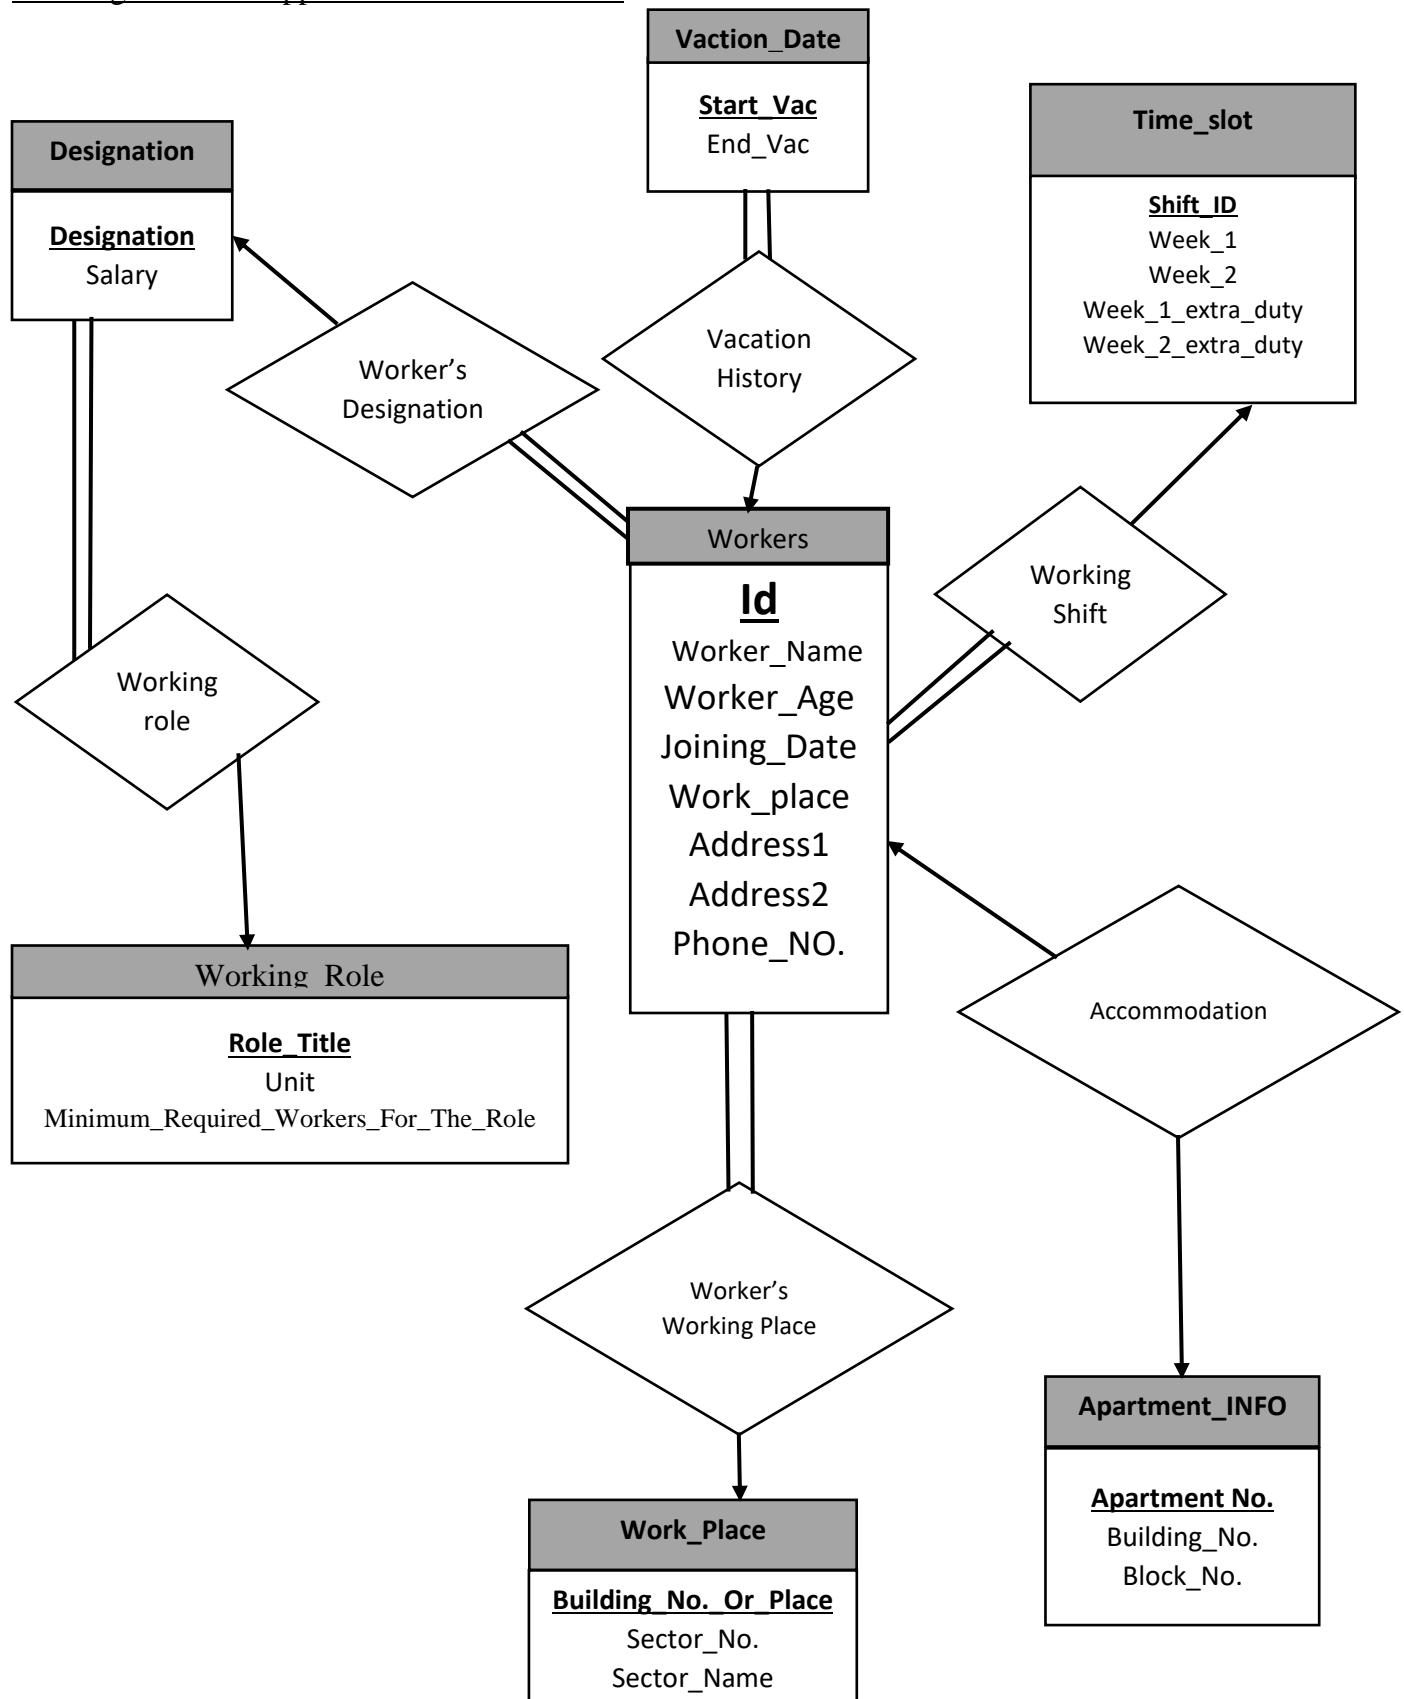 Vaction_Date
Start_Vac
End_Vac
Time_slot
Shift_ID
Week_1
Week_2
Week_1_extra_duty
Week_2_extra_duty
Designation
Designation
Salary
Worker’s
Designation
Vacation
History
Workers
Id
Worker_Name
Worker_Age
Joining_Date
Work_place
Address1
Address2
Phone_NO.
Working
Shift
Working
role
Working_Role
Role_Title
Unit
Minimum_Required_Workers_For_The_Role
Accommodation
Worker’s
Working Place
Apartment_INFO
Apartment No.
Building_No.
Block_No.
Work_Place
Building_No._Or_Place
Sector_No.
Sector_Name